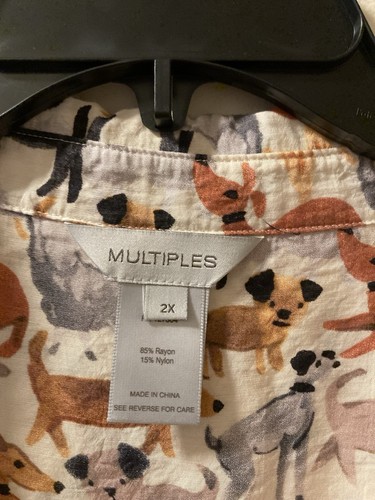 MULTIPLES
2X
85% Rayon
15% Nylon
MADE IN CHINA
SEE REVERSE FOR CARE